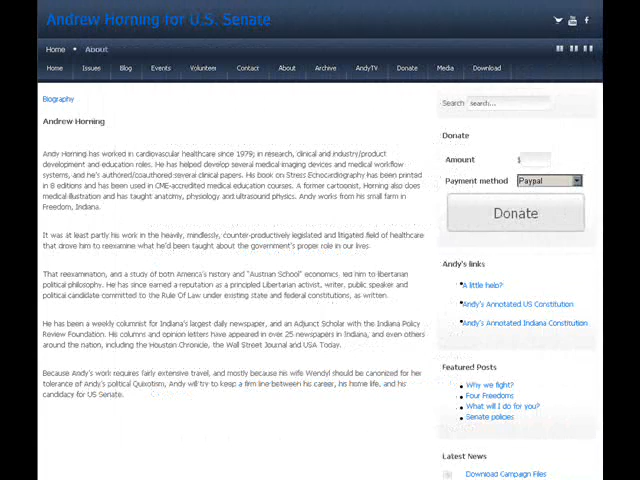 Andrew Horning for U.S. Senate
Home • About
Home Issues Blog Events Volunteer Contact About Archive AndyTV Donate Media Download
Biography
Andrew Horning
Andy Horning has worked in cardiovascular healthcare since 1979; in research, clinical and industry/product
development and education roles. He has helped develop several medical imaging devices and medical workflow
systems, and he's authored/coauthored several clinical papers. His book on Stress Echocardiography has been printed
in 8 editions and has been used in CME-accredited medical education courses. A former cartoonist, Horning also does
medical illustration and has taught anatomy, physiology and ultrasound physics. Andy works from his small farm in
Freedom, Indiana.
It was at least partly his work in the heavily, mindlessly, counter-productively legislated and litigated field of healthcare
that drove him to reexamine what he'd been taught about the government's proper role in our lives.
That reexamination, and a study of both America's history and "Austrian School" economics, led him to libertarian
political philosophy. He has since earned a reputation as a principled Libertarian activist, writer, public speaker and
political candidate committed to the Rule Of Law under existing state and federal constitutions, as written.
He has been a weekly columnist for Indiana's largest daily newspaper, and an Adjunct Scholar with the Indiana Policy
Review Foundation. His columns and opinion letters have appeared in over 25 newspapers in Indiana, and even others
around the nation, including the Houston Chronicle, the Wall Street Journal and USA Today.
Because Andy's work requires fairly extensive travel, and mostly because his wife Wendyl should be canonized for her
tolerance of Andy's political Quixotism, Andy will try to keep a firm line between his career, his home life, and his
candidacy for US Senate.
Search search...
Donate
Amount $
Payment method Paypal
Donate
Andy's links
A little help?
Andy's Annotated US Constitution
Andy's Annotated Indiana Constitution
Featured Posts
Why we fight?
Four Freedoms
What will I do for you?
Senate policies
Latest News
Download Campaign Files